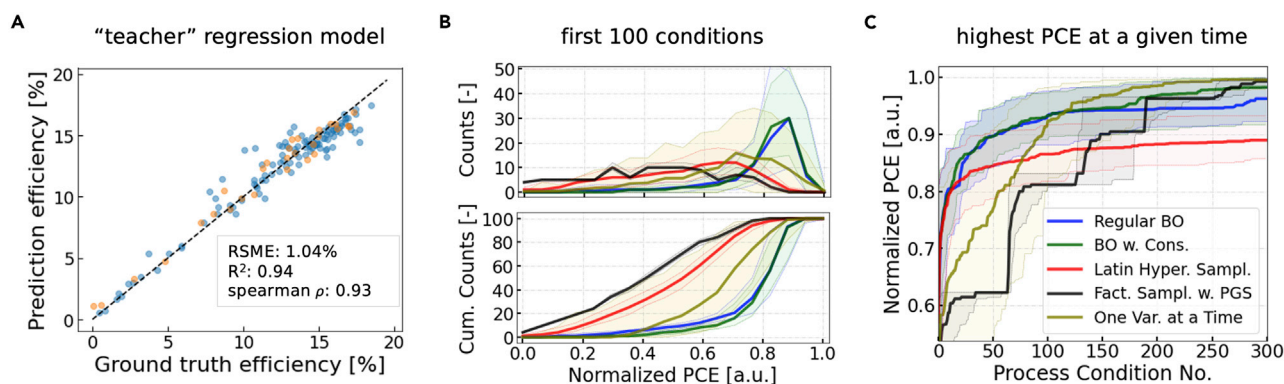 A
"teacher" regression model
Prediction efficiency [%]
20
15
10
5
0
RSME: 1.04%
R²: 0.94
spearman ρ: 0.93
0 5 10 15 20
Ground truth efficiency [%]
B
first 100 conditions
Counts [-]
50
40
30
20
10
0
Cum. Counts [-]
100
80
60
40
20
0
0.0 0.2 0.4 0.6 0.8 1.0
Normalized PCE [a.u.]
C
highest PCE at a given time
Normalized PCE [a.u.]
1.0
0.9
0.8
0.7
0.6
Regular BO
BO w. Cons.
Latin Hyper. Sampl.
Fact. Sampl. w. PGS
One Var. at a Time
0 50 100 150 200 250 300
Process Condition No.